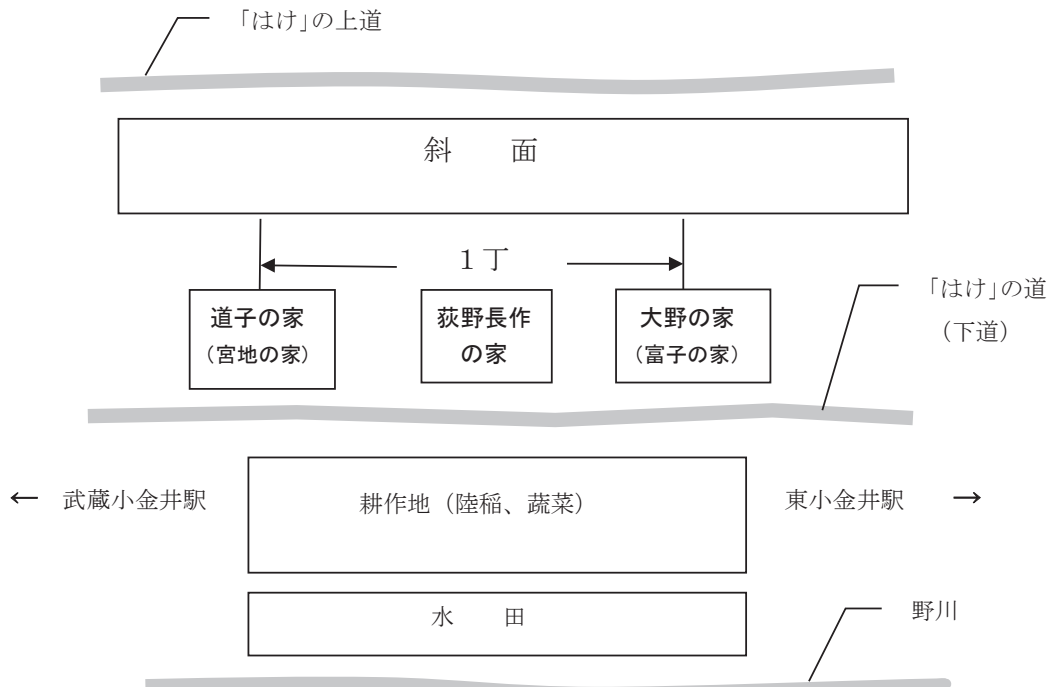 「はけ」の上道
斜　　面
1丁
道子の家
（宮地の家）
荻野長作
の家
大野の家
（富子の家）
「はけ」の道
（下道）
← 武蔵小金井駅
耕作地（陸稲、蔬菜）
東小金井駅 →
水　　田
野川